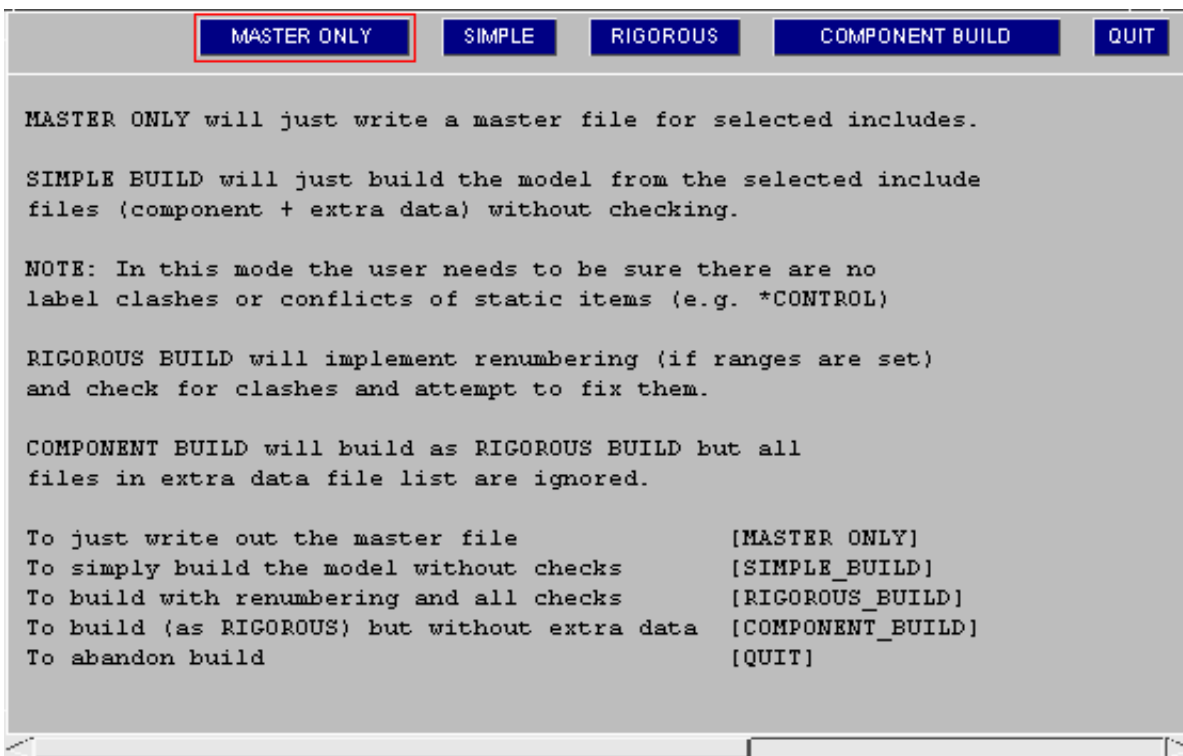 MASTER ONLY SIMPLE RIGOROUS COMPONENT BUILD QUIT
MASTER ONLY will just write a master file for selected includes.
SIMPLE BUILD will just build the model from the selected include
files (component + extra data) without checking.
NOTE: In this mode the user needs to be sure there are no
label clashes or conflicts of static items (e.g. *CONTROL)
RIGOROUS BUILD will implement renumbering (if ranges are set)
and check for clashes and attempt to fix them.
COMPONENT BUILD will build as RIGOROUS BUILD but all
files in extra data file list are ignored.
To just write out the master file [MASTER ONLY]
To simply build the model without checks [SIMPLE_BUILD]
To build with renumbering and all checks [RIGOROUS_BUILD]
To build (as RIGOROUS) but without extra data [COMPONENT_BUILD]
To abandon build [QUIT]